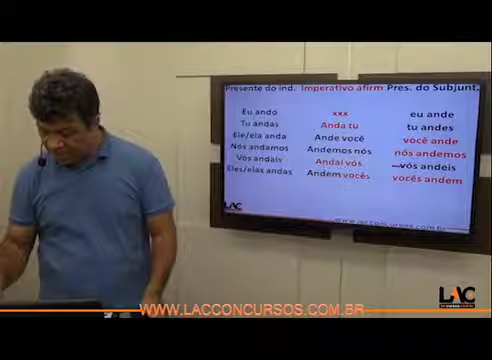 Presente do ind. Imperativo afirm Pres. do Subjunt.
Eu ando xxx eu ande
Tu andas Anda tu tu andes
Ele/ela anda Ande você você ande
Nós andamos Andemos nós nós andemos
Vós andais Andai vós vós andeis
Eles/elas andas Andem vocês vocês andem
LAC
www.lacconcursos.com.br
LAC
WWW.LACCONCURSOS.COM.BR